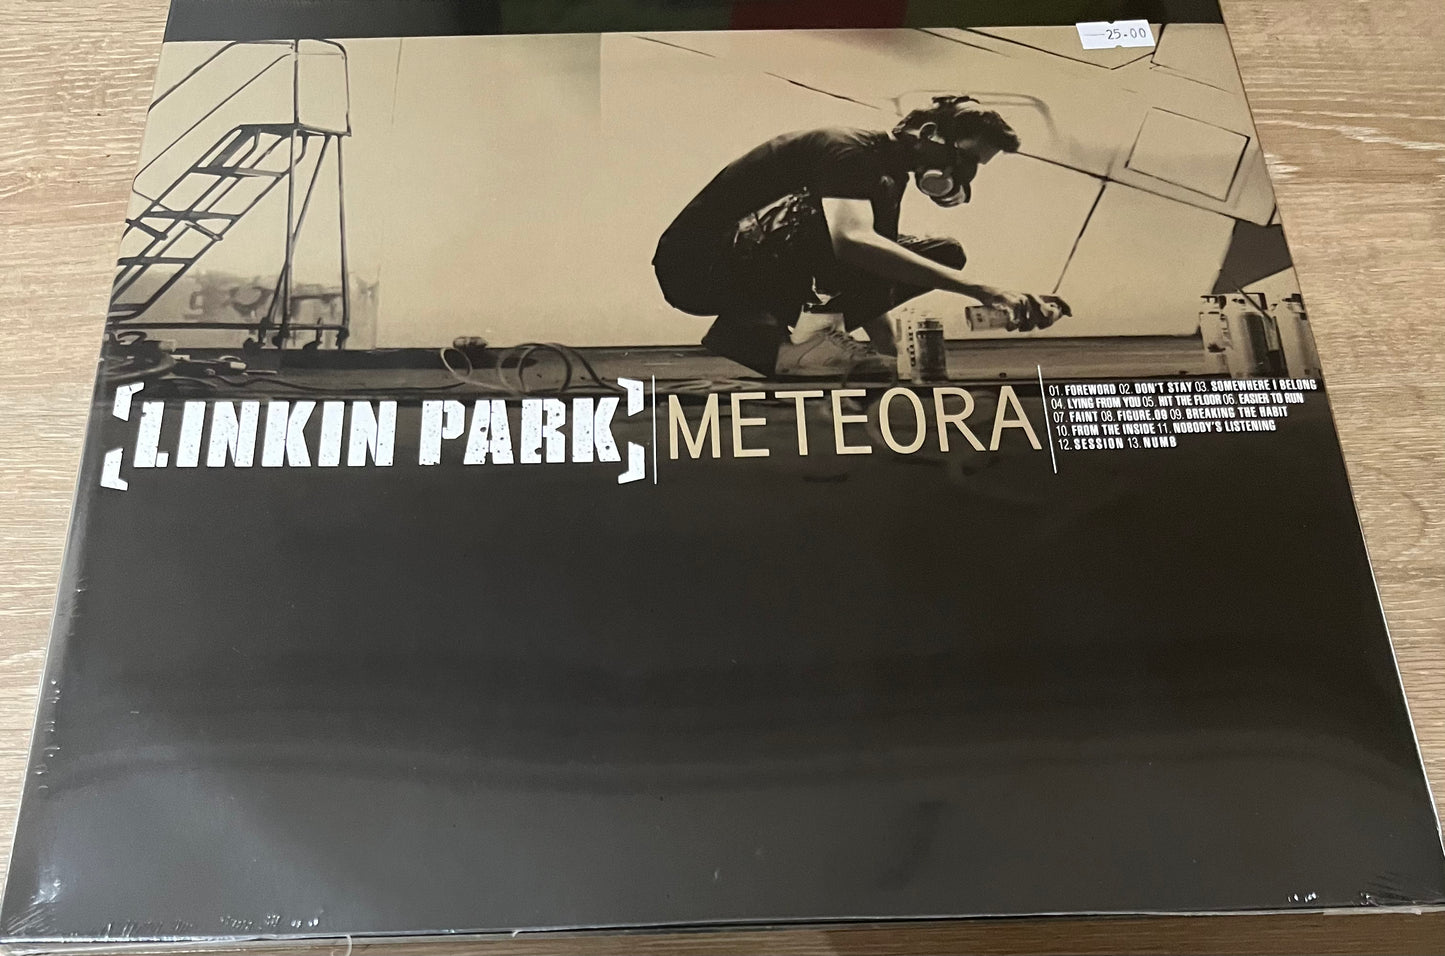 25.00
[LINKIN PARK] METEORA
01. FOREWORD 02. DON'T STAY 03. SOMEWHERE I BELONG
04. LYING FROM YOU 05. HIT THE FLOOR 06. EASIER TO RUN
07. FAINT 08. FIGURE.09 09. BREAKING THE HABIT
10. FROM THE INSIDE 11. NOBODY'S LISTENING
12. SESSION 13. NUMB